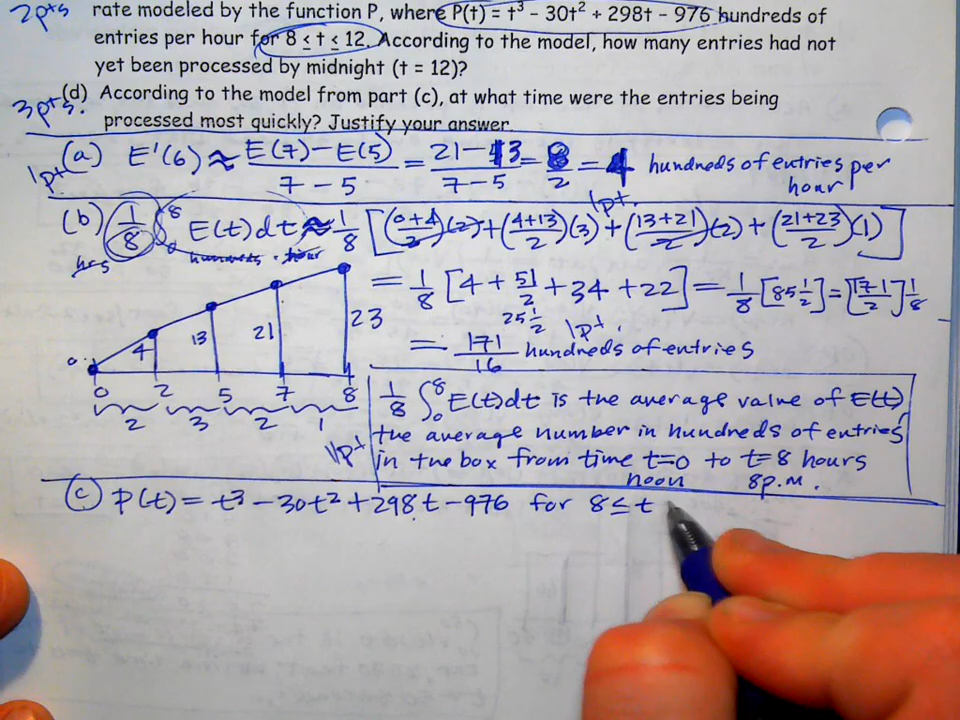 2pts rate modeled by the function P, where P(t) = t³ - 30t² + 298t - 976 hundreds of
entries per hour for 8 ≤ t ≤ 12. According to the model, how many entries had not
yet been processed by midnight (t = 12)?
3pts. (d) According to the model from part (c), at what time were the entries being
processed most quickly? Justify your answer.
1pt (a) E'(6) ≈ E(7) - E(5) / 7 - 5 = 21 - 13 / 7 - 5 = 8 / 2 = 4 hundreds of entries per
hour
1pt.
(b) 1/8 ∫₀⁸ E(t)dt ≈ 1/8 [(0+4 / 2)(2) + (4+13 / 2)(3) + (13+21 / 2)(2) + (21+23 / 2)(1)]
hrs hundreds · hour
= 1/8 [4 + 51/2 + 34 + 22] = 1/8 [85 1/2] = [171/2] 1/8
25 1/2 1pt.
= 171/16 hundreds of entries
0 4 13 21 23
0 2 5 7 8
2 3 2 1
1pt
1/8 ∫₀⁸ E(t)dt is the average value of E(t),
the average number in hundreds of entries
in the box from time t=0 to t=8 hours
noon 8p.m.
(c) P(t) = t³ - 30t² + 298t - 976 for 8 ≤ t